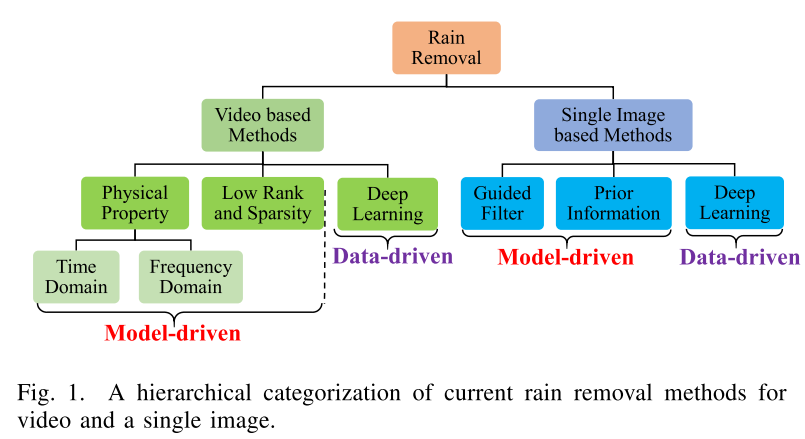 Rain
Removal
Video based
Methods
Single Image
based Methods
Physical
Property
Low Rank
and Sparsity
Deep
Learning
Guided
Filter
Prior
Information
Deep
Learning
Time
Domain
Frequency
Domain
Data-driven
Model-driven
Data-driven
Model-driven
Fig. 1. A hierarchical categorization of current rain removal methods for
video and a single image.